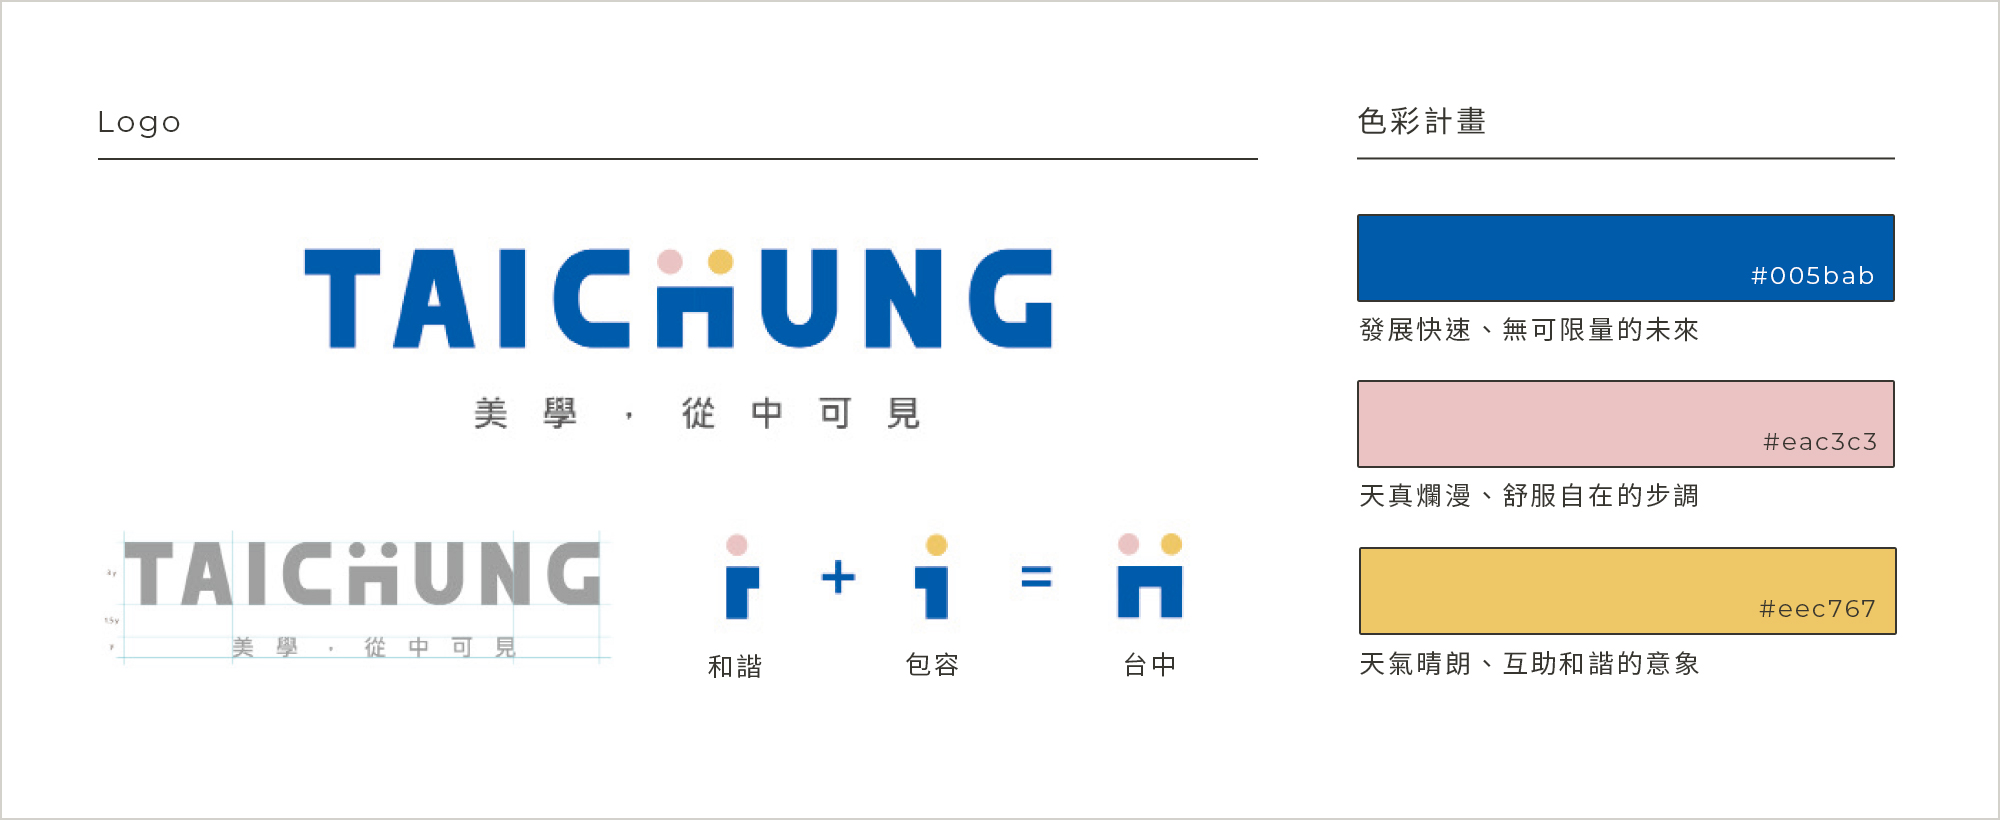 Logo
TAICHUNG
美學，從中可見
TAICHUNG
美學，從中可見
+ =
和諧 包容 台中
色彩計畫
#005bab
發展快速、無可限量的未來
#eac3c3
天真爛漫、舒服自在的步調
#eec767
天氣晴朗、互助和諧的意象